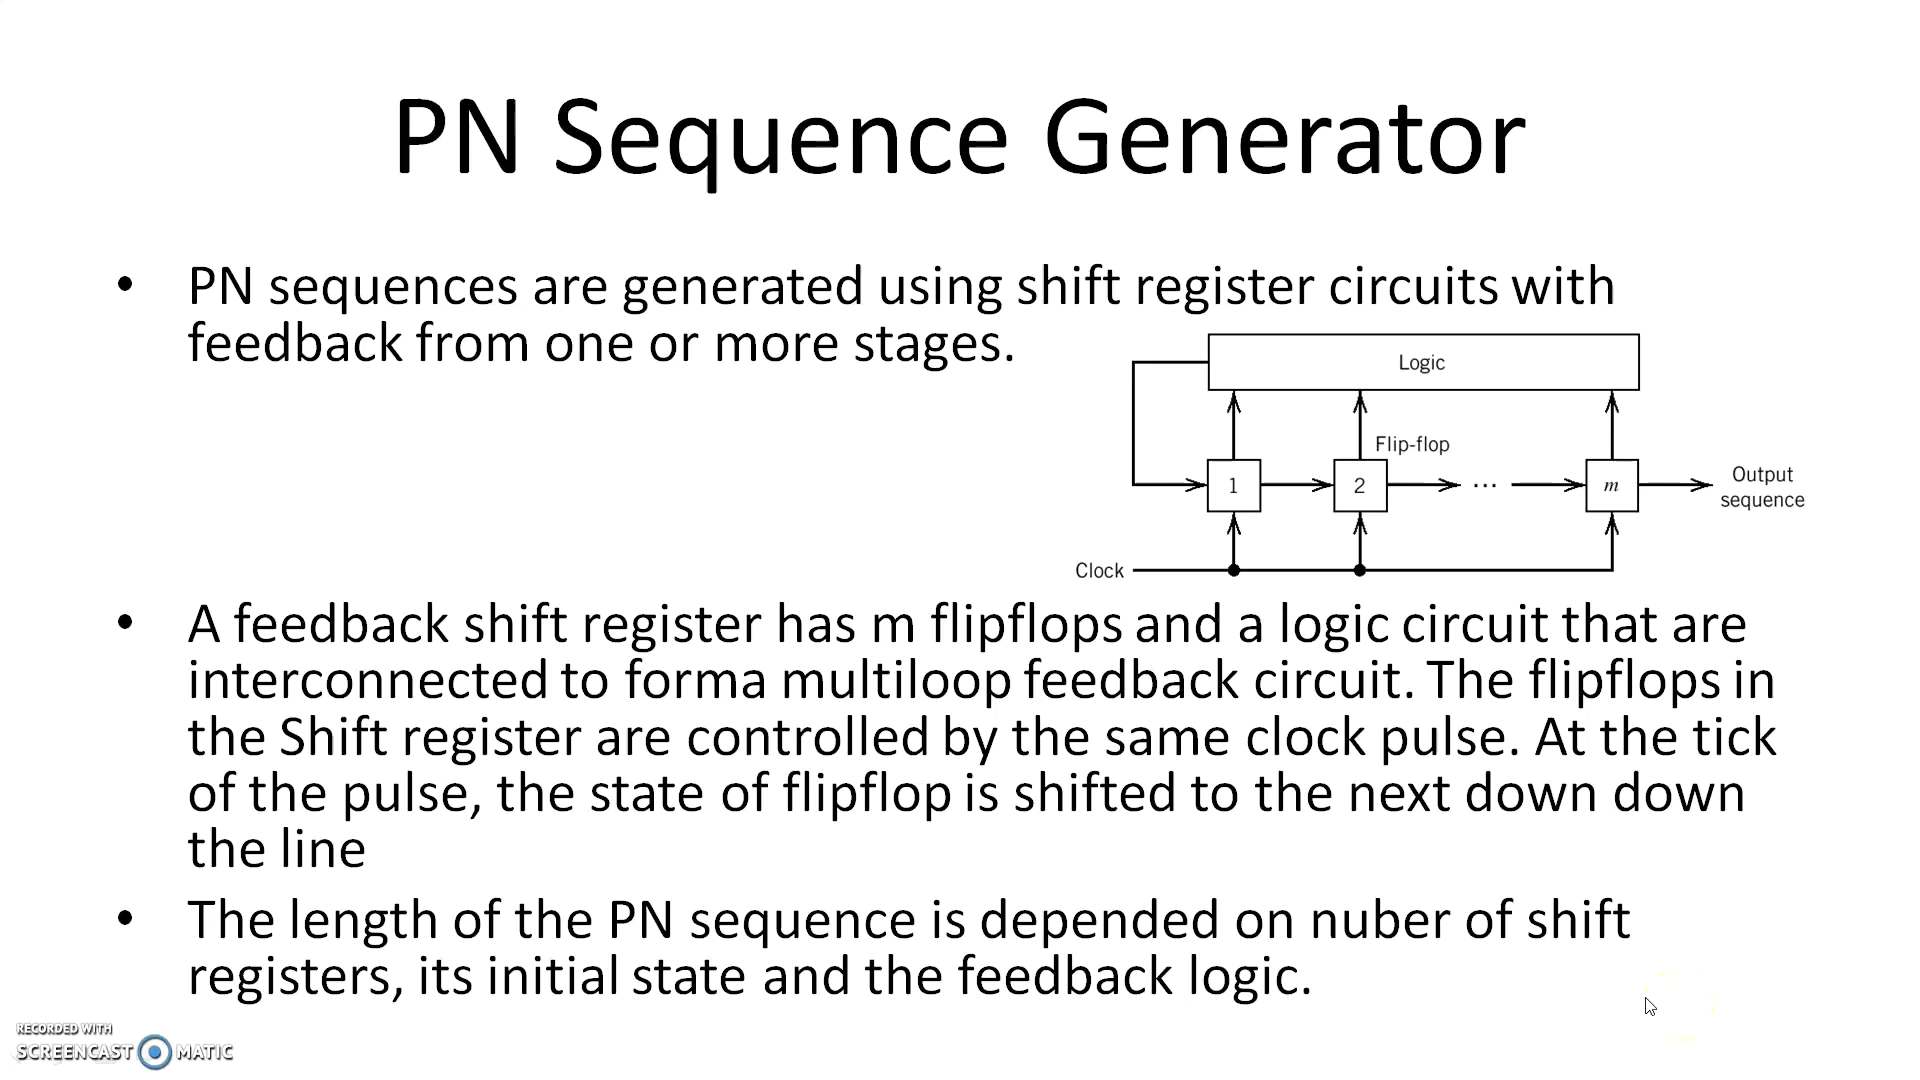 PN Sequence Generator
• PN sequences are generated using shift register circuits with
feedback from one or more stages.
Logic
Flip-flop
1
2
...
m
Output
sequence
Clock
• A feedback shift register has m flipflops and a logic circuit that are
interconnected to forma multiloop feedback circuit. The flipflops in
the Shift register are controlled by the same clock pulse. At the tick
of the pulse, the state of flipflop is shifted to the next down down
the line
• The length of the PN sequence is depended on nuber of shift
registers, its initial state and the feedback logic.
RECORDED WITH
SCREENCAST MATIC